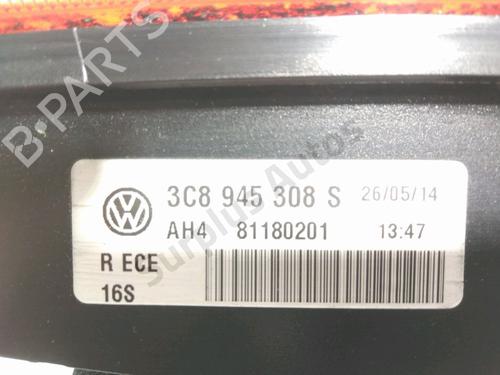 B-PARTS
Surplus Autos
3C8 945 308 S 26/05/14
AH4 81180201 13:47
R ECE
16S